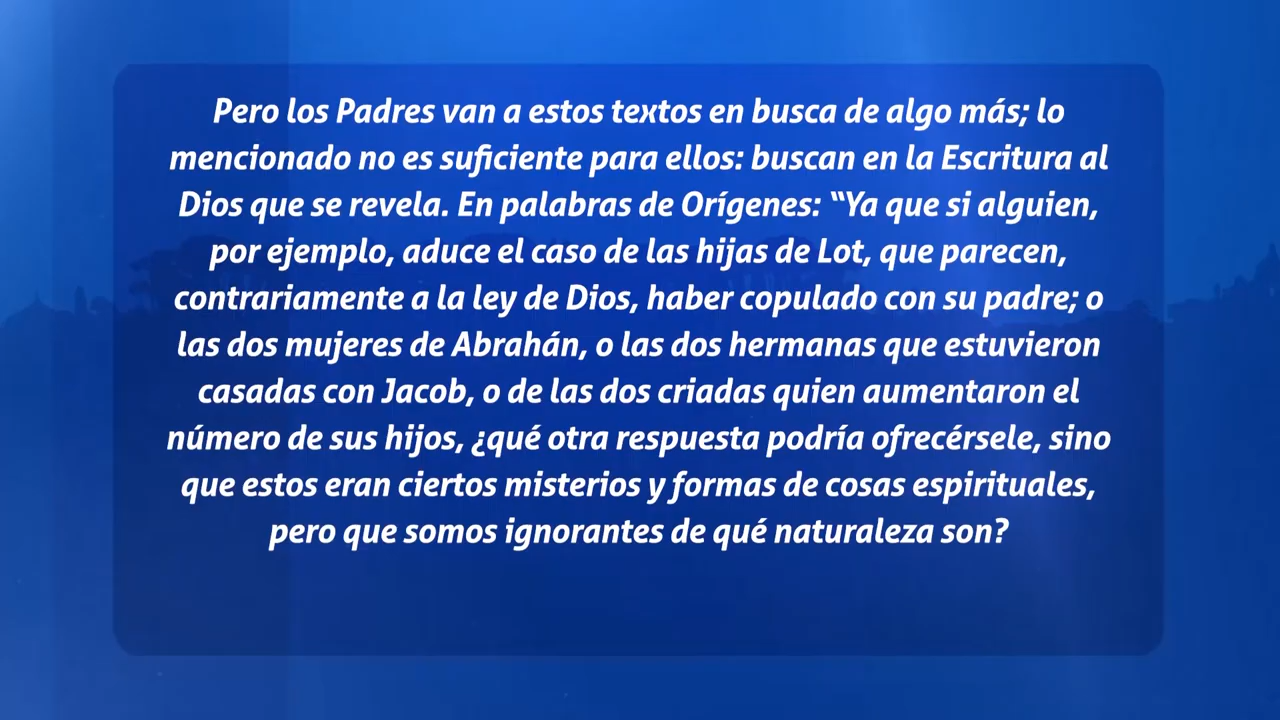 Pero los Padres van a estos textos en busca de algo más; lo
mencionado no es suficiente para ellos: buscan en la Escritura al
Dios que se revela. En palabras de Orígenes: “Ya que si alguien,
por ejemplo, aduce el caso de las hijas de Lot, que parecen,
contrariamente a la ley de Dios, haber copulado con su padre; o
las dos mujeres de Abrahán, o las dos hermanas que estuvieron
casadas con Jacob, o de las dos criadas quien aumentaron el
número de sus hijos, ¿qué otra respuesta podría ofrecérsele, sino
que estos eran ciertos misterios y formas de cosas espirituales,
pero que somos ignorantes de qué naturaleza son?